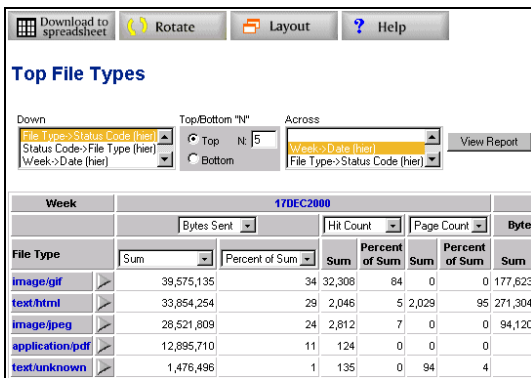 Download to spreadsheet Rotate Layout ? Help
Top File Types
Down Top/Bottom "N" Across
File Type->Status Code (hier)
Status Code->File Type (hier)
Week->Date (hier)
Top N: 5
Bottom
Week->Date (hier)
File Type->Status Code (hier)
View Report
Week 17DEC2000
Bytes Sent Hit Count Page Count Byte
File Type Sum Percent of Sum Sum Percent of Sum Sum Percent of Sum Sum
image/gif 39,575,135 34 32,308 84 0 0 177,623
text/html 33,854,254 29 2,046 5 2,029 95 271,304
image/jpeg 28,521,809 24 2,812 7 0 0 94,120
application/pdf 12,895,710 11 124 0 0 0
text/unknown 1,476,496 1 135 0 94 4